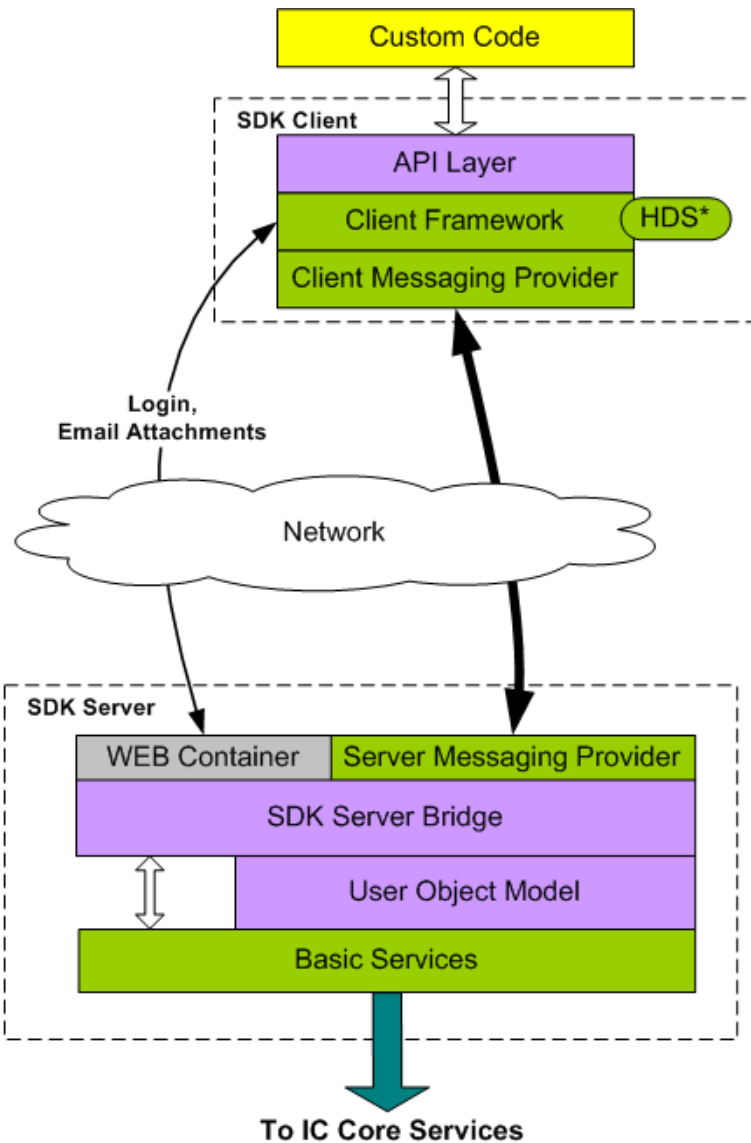 Custom Code
SDK Client
API Layer
Client Framework
HDS*
Client Messaging Provider
Login,
Email Attachments
Network
SDK Server
WEB Container
Server Messaging Provider
SDK Server Bridge
User Object Model
Basic Services
To IC Core Services